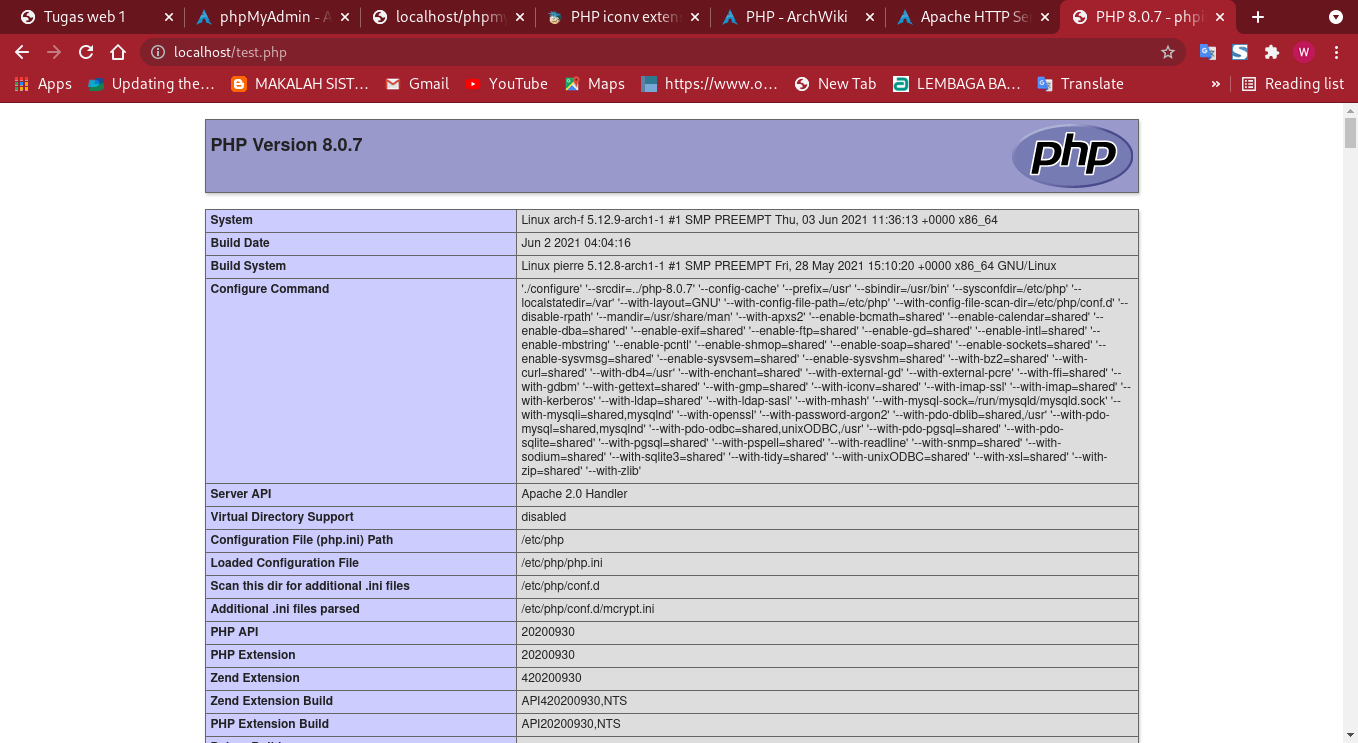 Tugas web 1
phpMyAdmin - A
localhost/phpmy
PHP iconv exten
PHP - ArchWiki
Apache HTTP Se
PHP 8.0.7 - phpi
localhost/test.php
W
Apps
Updating the...
MAKALAH SIST...
Gmail
YouTube
Maps
https://www.o...
New Tab
LEMBAGA BA...
Translate
»
Reading list
PHP Version 8.0.7
php
System
Linux arch-f 5.12.9-arch1-1 #1 SMP PREEMPT Thu, 03 Jun 2021 11:36:13 +0000 x86_64
Build Date
Jun 2 2021 04:04:16
Build System
Linux pierre 5.12.8-arch1-1 #1 SMP PREEMPT Fri, 28 May 2021 15:10:20 +0000 x86_64 GNU/Linux
Configure Command
'./configure' '--srcdir=../php-8.0.7' '--config-cache' '--prefix=/usr' '--sbindir=/usr/bin' '--sysconfdir=/etc/php' '--
localstatedir=/var' '--with-layout=GNU' '--with-config-file-path=/etc/php' '--with-config-file-scan-dir=/etc/php/conf.d' '--
disable-rpath' '--mandir=/usr/share/man' '--with-apxs2' '--enable-bcmath=shared' '--enable-calendar=shared' '--
enable-dba=shared' '--enable-exif=shared' '--enable-ftp=shared' '--enable-gd=shared' '--enable-intl=shared' '--
enable-mbstring' '--enable-pcntl' '--enable-shmop=shared' '--enable-soap=shared' '--enable-sockets=shared' '--
enable-sysvmsg=shared' '--enable-sysvsem=shared' '--enable-sysvshm=shared' '--with-bz2=shared' '--with-
curl=shared' '--with-db4=/usr' '--with-enchant=shared' '--with-external-gd' '--with-external-pcre' '--with-ffi=shared' '--
with-gdbm' '--with-gettext=shared' '--with-gmp=shared' '--with-iconv=shared' '--with-imap-ssl' '--with-imap=shared' '--
with-kerberos' '--with-ldap=shared' '--with-ldap-sasl' '--with-mhash' '--with-mysql-sock=/run/mysqld/mysqld.sock' '--
with-mysqli=shared,mysqlnd' '--with-openssl' '--with-password-argon2' '--with-pdo-dblib=shared,/usr' '--with-pdo-
mysql=shared,mysqlnd' '--with-pdo-odbc=shared,unixODBC,/usr' '--with-pdo-pgsql=shared' '--with-pdo-
sqlite=shared' '--with-pgsql=shared' '--with-pspell=shared' '--with-readline' '--with-snmp=shared' '--with-
sodium=shared' '--with-sqlite3=shared' '--with-tidy=shared' '--with-unixODBC=shared' '--with-xsl=shared' '--with-
zip=shared' '--with-zlib'
Server API
Apache 2.0 Handler
Virtual Directory Support
disabled
Configuration File (php.ini) Path
/etc/php
Loaded Configuration File
/etc/php/php.ini
Scan this dir for additional .ini files
/etc/php/conf.d
Additional .ini files parsed
/etc/php/conf.d/mcrypt.ini
PHP API
20200930
PHP Extension
20200930
Zend Extension
420200930
Zend Extension Build
API420200930,NTS
PHP Extension Build
API20200930,NTS